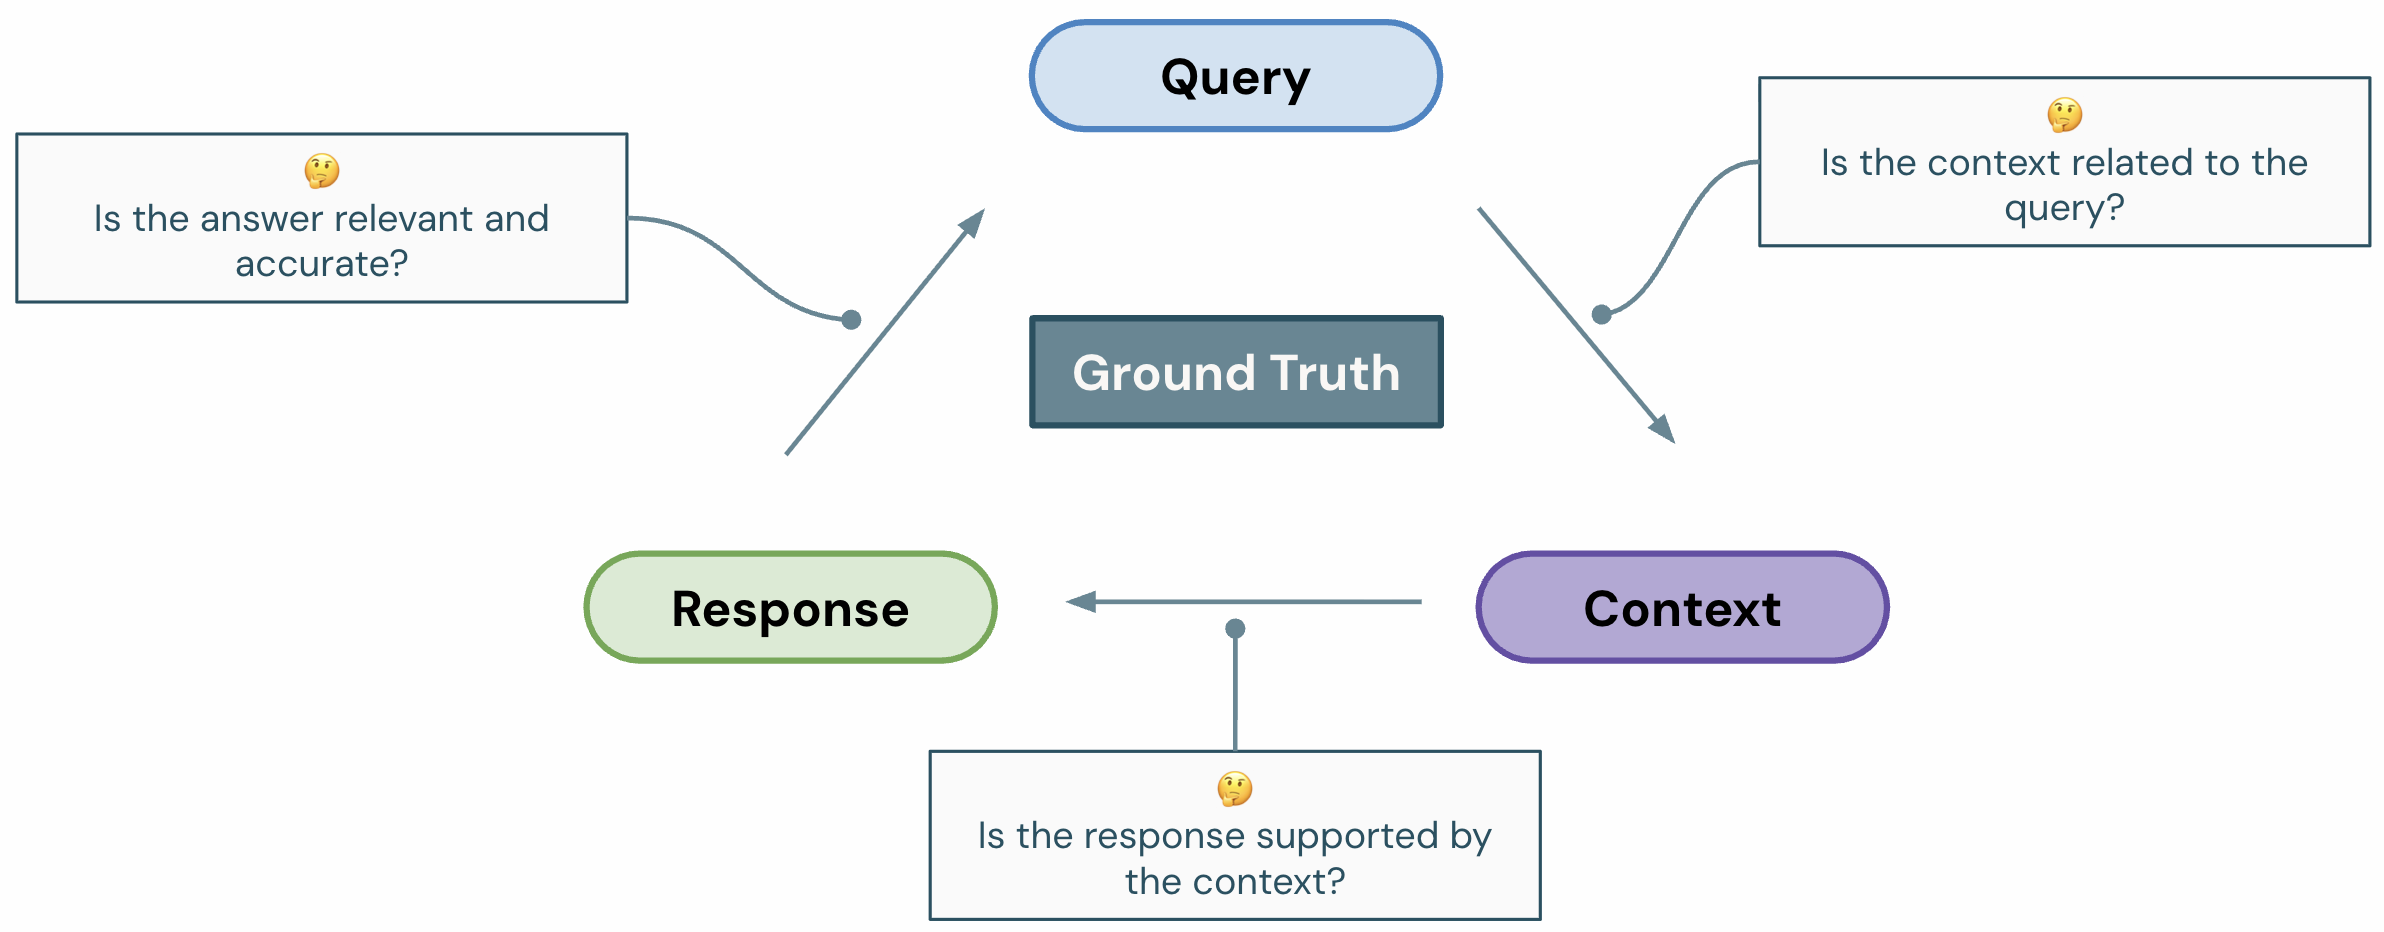 Query
🤔
Is the context related to the
query?
🤔
Is the answer relevant and
accurate?
Ground Truth
Response
Context
🤔
Is the response supported by
the context?